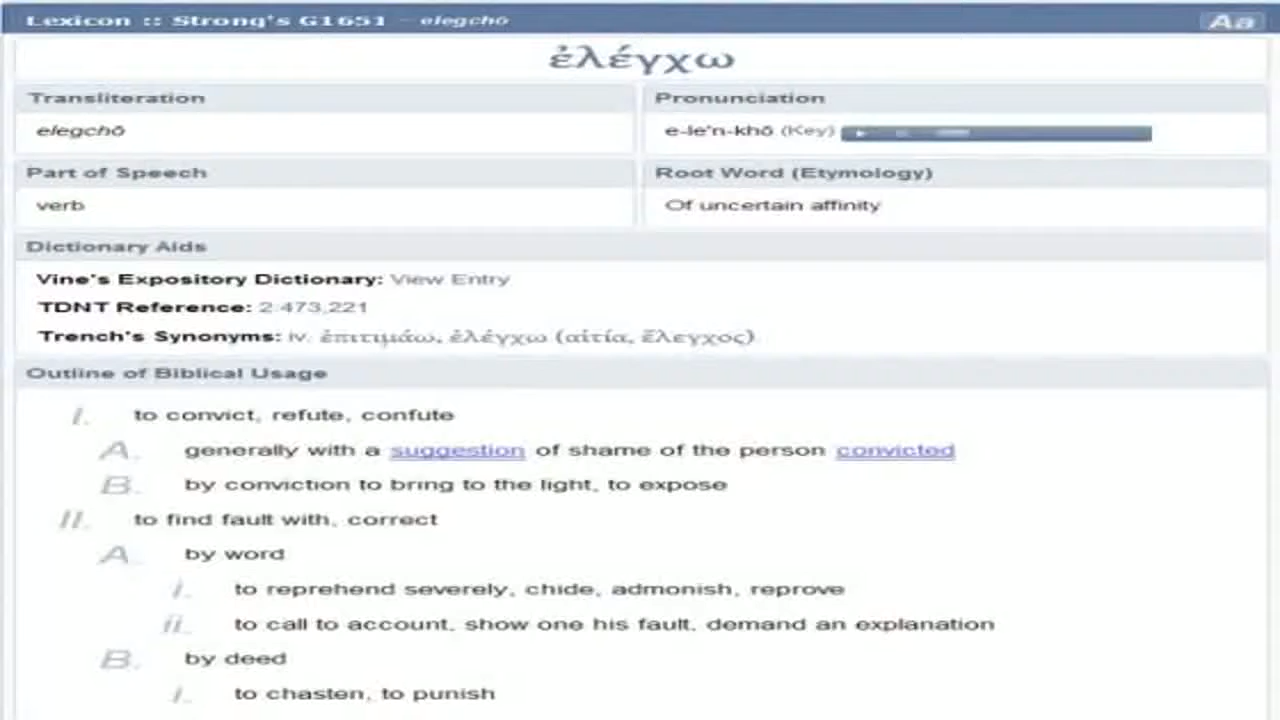 Lexicon :: Strong's G1651 - elegchō
Aa
ἐλέγχω
Transliteration
elegchō
Pronunciation
e-le'n-khō (Key)
Part of Speech
verb
Root Word (Etymology)
Of uncertain affinity
Dictionary Aids
Vine's Expository Dictionary: View Entry
TDNT Reference: 2:473,221
Trench's Synonyms: iv. ἐπιτιμάω, ἐλέγχω (αἰτία, ἔλεγχος)
Outline of Biblical Usage
I. to convict, refute, confute
A. generally with a suggestion of shame of the person convicted
B. by conviction to bring to the light, to expose
II. to find fault with, correct
A. by word
i. to reprehend severely, chide, admonish, reprove
ii. to call to account, show one his fault, demand an explanation
B. by deed
i. to chasten, to punish